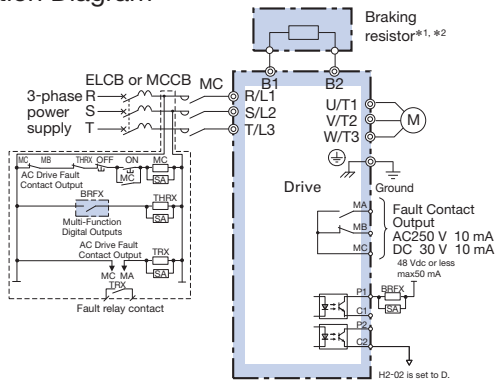 tion Diagram
Braking
resistor*1, *2
ELCB or MCCB MC
B1 B2
3-phase R R/L1 U/T1
power S S/L2 V/T2 M
supply T T/L3 W/T3
MC MB THRX OFF ON MC
MC SA
AC Drive Fault
Contact Output
BRFX THRX
SA
Multi-Function
Digital Outputs
AC Drive Fault
Contact Output TRX
SA
MC MA
TRX
Fault relay contact
Drive
Ground
MA
MB
MC
Fault Contact
Output
AC250 V 10 mA
DC 30 V 10 mA
48 Vdc or less
max50 mA
P1 BRFX
C1 SA
P2
C2
H2-02 is set to D.